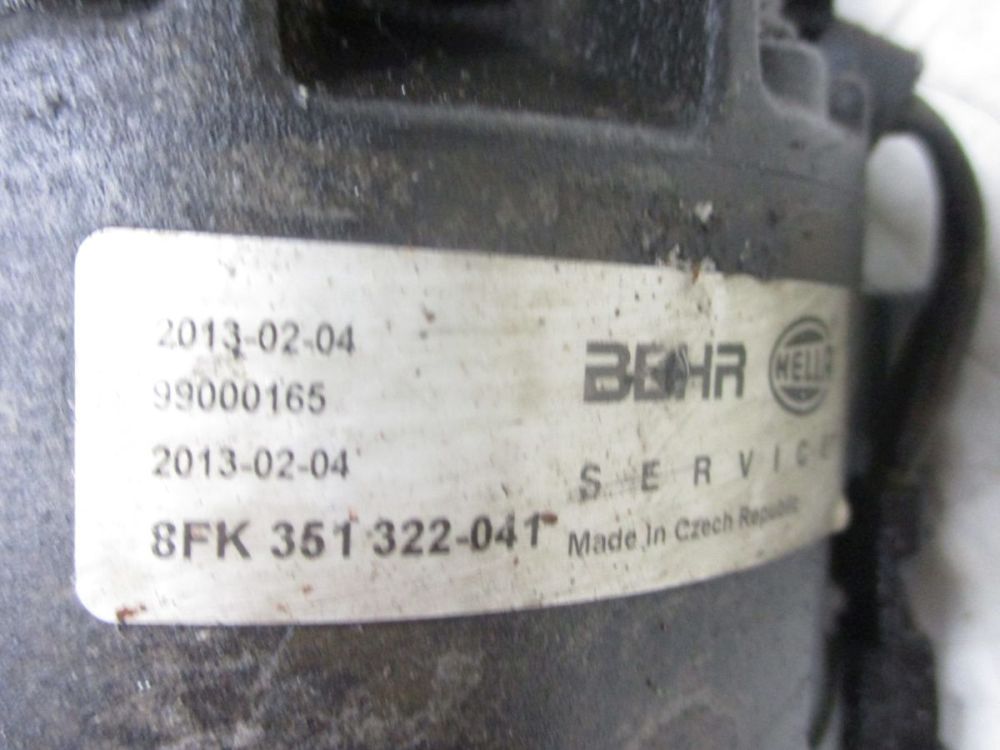 2013-02-04
99000165
2013-02-04
8FK 351 322-041
BEHR HELLA
SERVICE
Made In Czech Republic